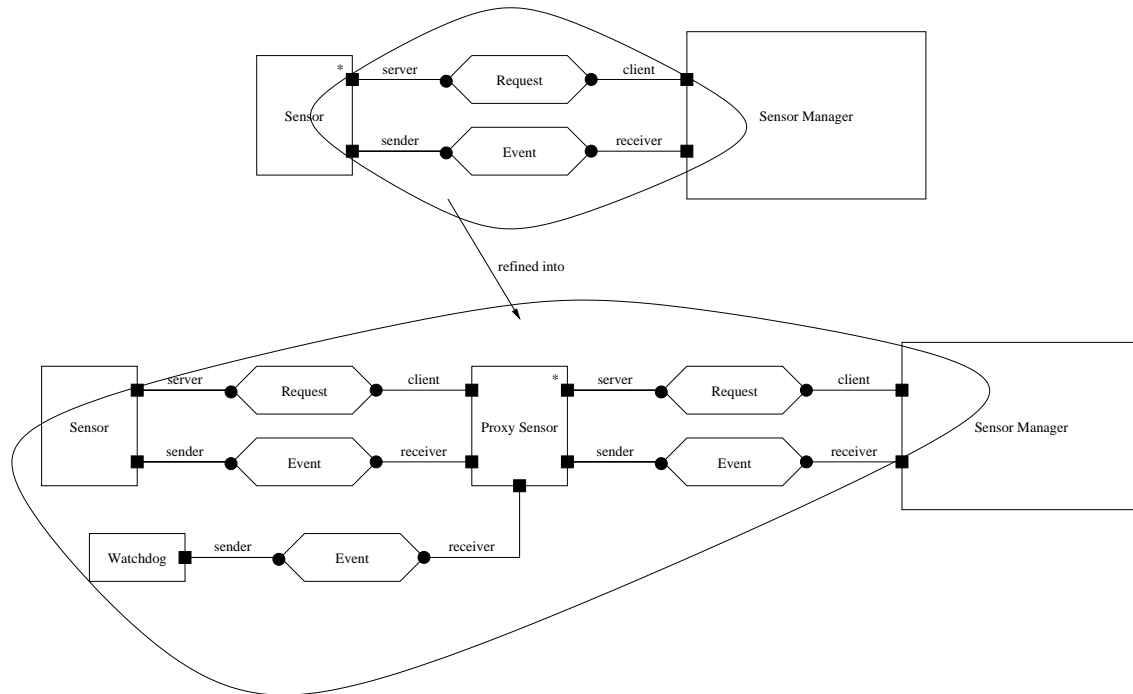 *
server
Request
client
Sensor
Sensor Manager
sender
Event
receiver
refined into
*
server
Request
client
server
Request
client
Sensor
Proxy Sensor
Sensor Manager
sender
Event
receiver
sender
Event
receiver
Watchdog
sender
Event
receiver